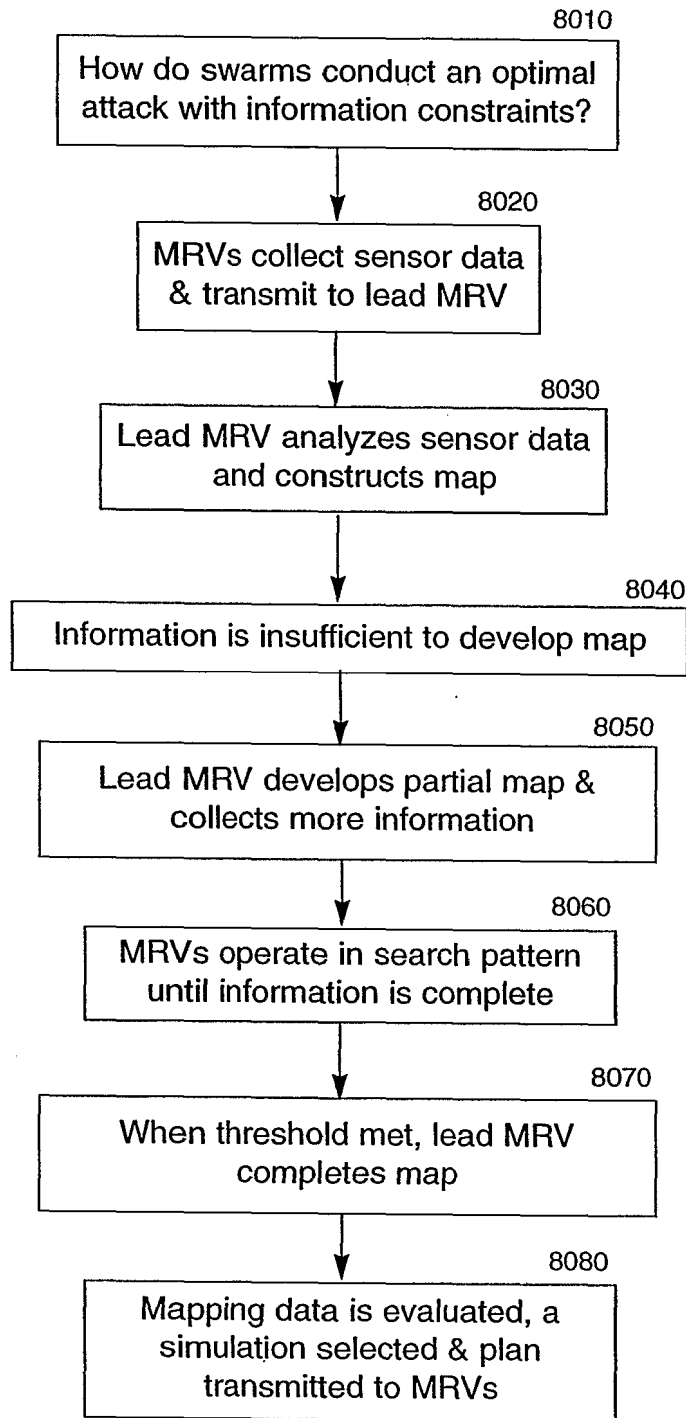 8010
How do swarms conduct an optimal
attack with information constraints?
8020
MRVs collect sensor data
& transmit to lead MRV
8030
Lead MRV analyzes sensor data
and constructs map
8040
Information is insufficient to develop map
8050
Lead MRV develops partial map &
collects more information
8060
MRVs operate in search pattern
until information is complete
8070
When threshold met, lead MRV
completes map
8080
Mapping data is evaluated, a
simulation selected & plan
transmitted to MRVs